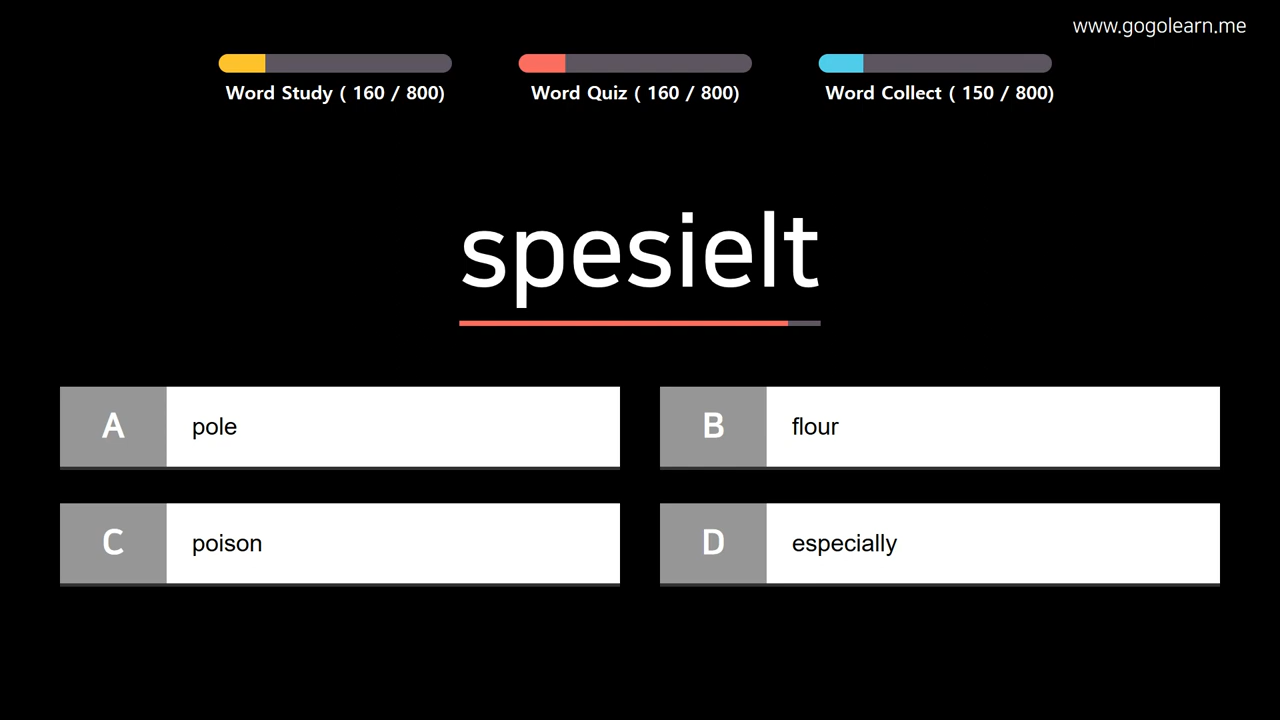 www.gogolearn.me
Word Study ( 160 / 800)
Word Quiz ( 160 / 800)
Word Collect ( 150 / 800)
spesielt
A pole
B flour
C poison
D especially